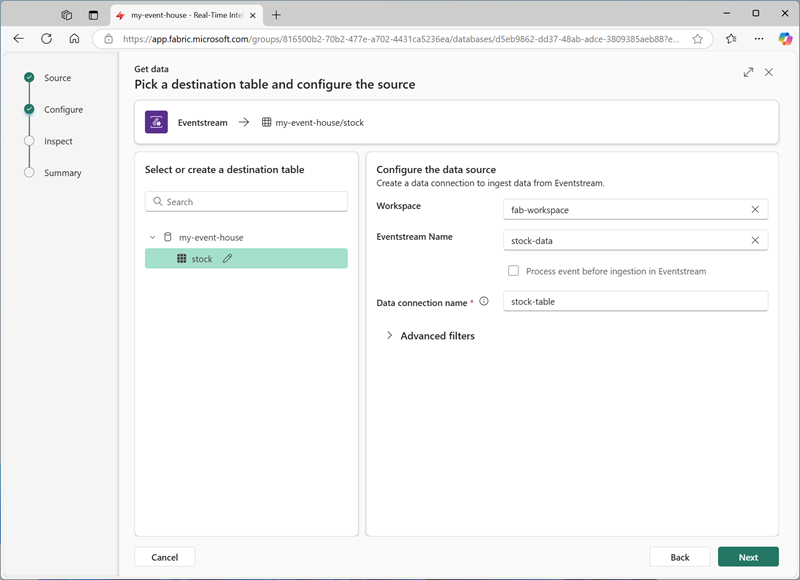 my-event-house - Real-Time Inte
https://app.fabric.microsoft.com/groups/816500b2-70b2-477e-a702-4431ca5236ea/databases/d5eb9862-dd37-48ab-adce-3809385aeb88?e...
Source
Configure
Inspect
Summary
Get data
Pick a destination table and configure the source
Eventstream → my-event-house/stock
Select or create a destination table
Search
my-event-house
stock
Configure the data source
Create a data connection to ingest data from Eventstream.
Workspace
fab-workspace
Eventstream Name
stock-data
Process event before ingestion in Eventstream
Data connection name *
stock-table
Advanced filters
Cancel
Back
Next